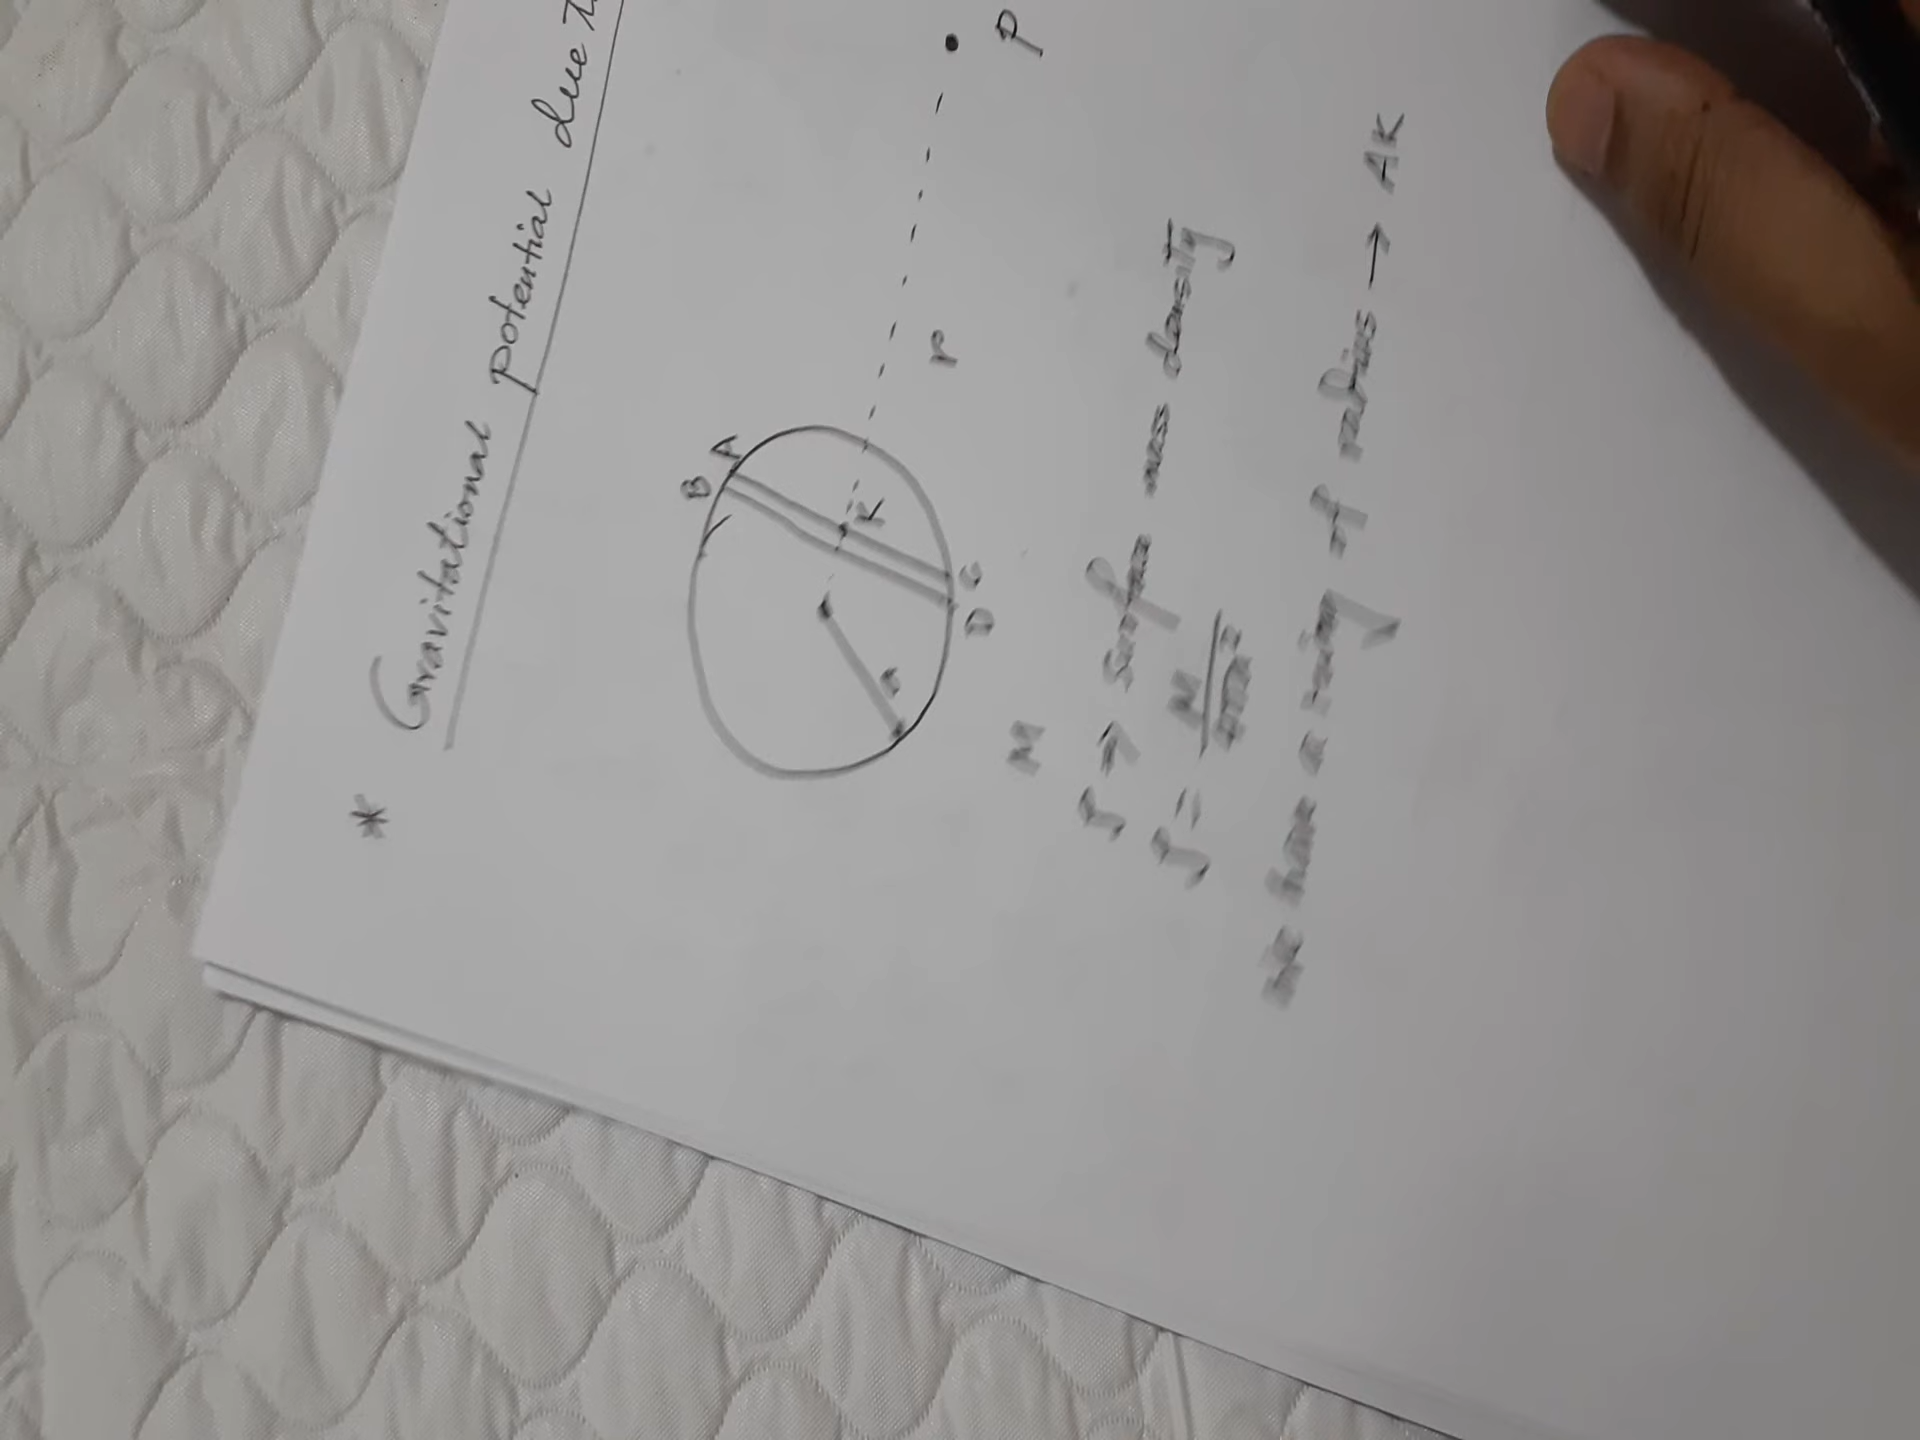 * Gravitational potential due
P
r
A
B
K
C
D
a
M
ρ → surface mass density
ρ = M / 4πa²
we have a ring of radius → AK